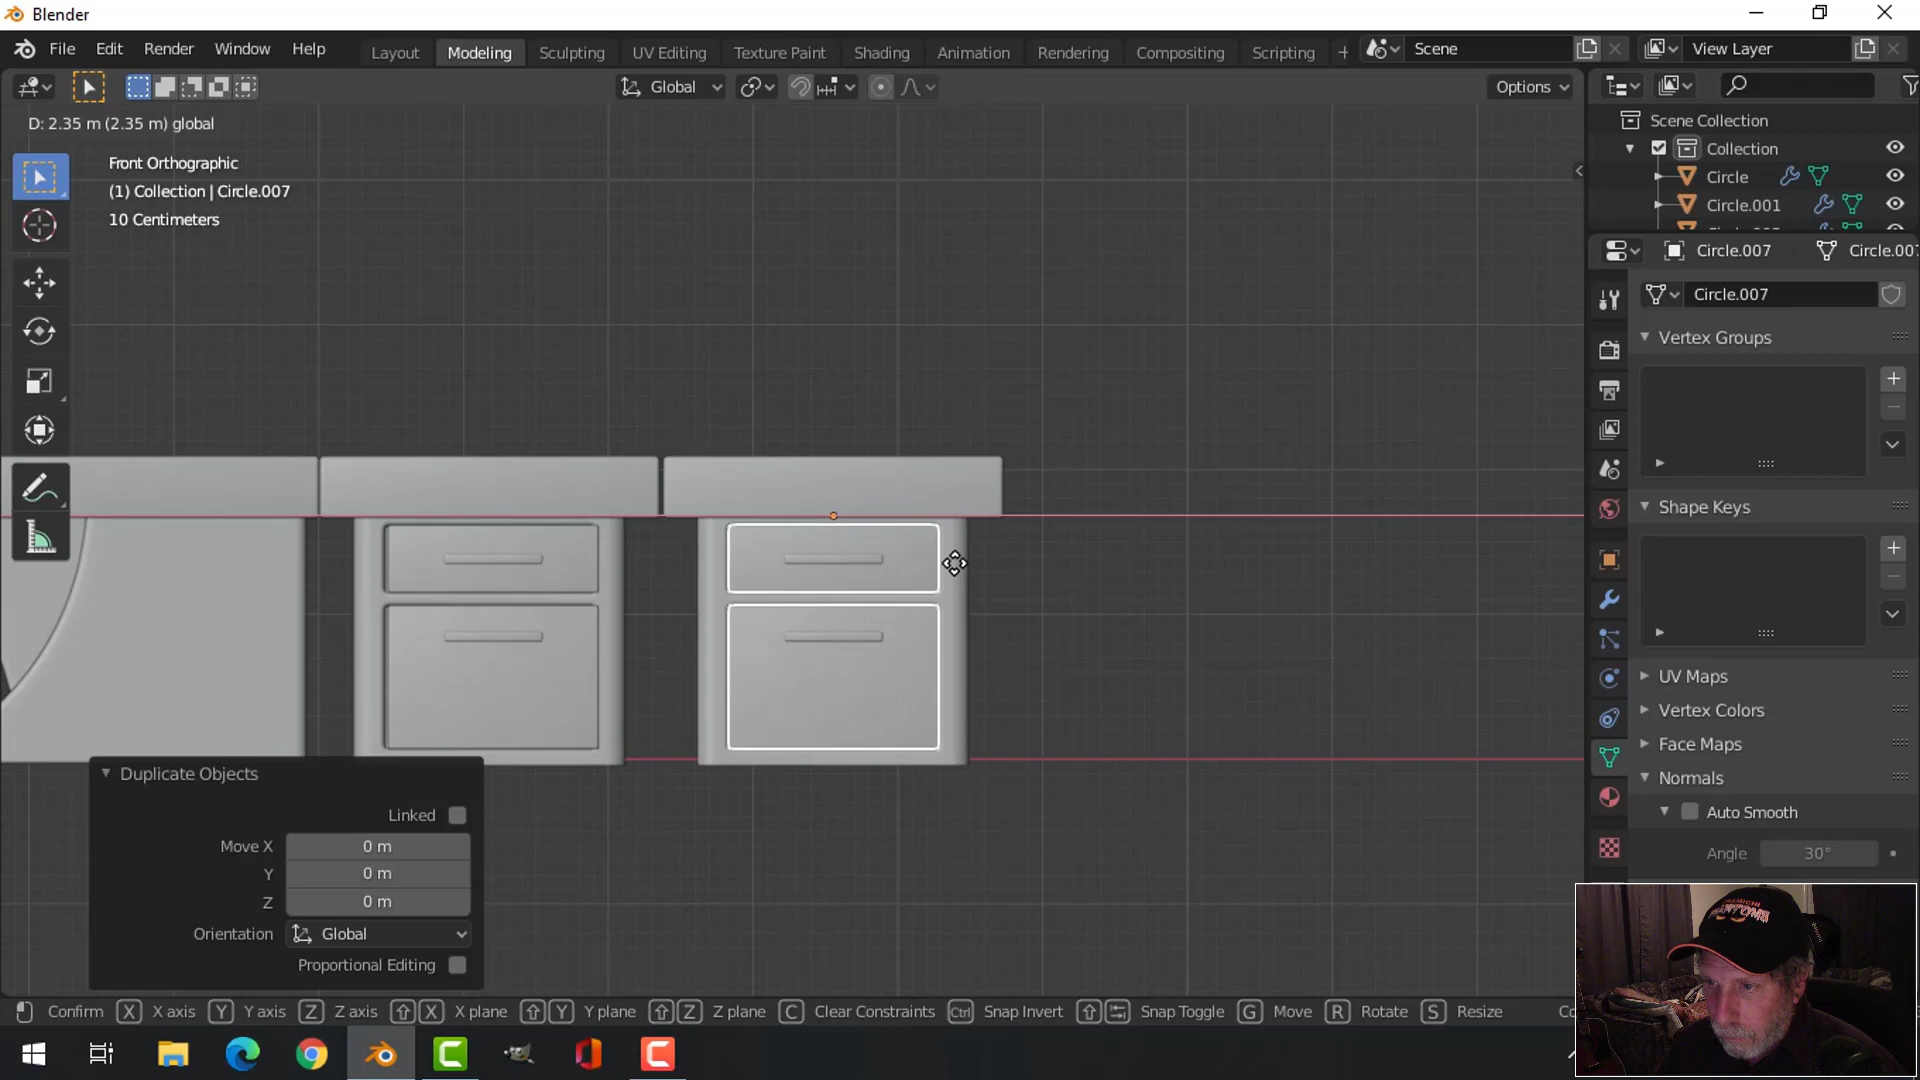 Blender
File Edit Render Window Help Layout Modeling Sculpting UV Editing Texture Paint Shading Animation Rendering Compositing Scripting + Scene View Layer
Global Options
D: 2.35 m (2.35 m) global
Front Orthographic
(1) Collection | Circle.007
10 Centimeters
Scene Collection
Collection
Circle
Circle.001
Circle.007 Circle.007
Circle.007
Vertex Groups
Shape Keys
UV Maps
Vertex Colors
Face Maps
Normals
Auto Smooth
Angle 30°
Duplicate Objects
Linked
Move X 0 m
Y 0 m
Z 0 m
Orientation Global
Proportional Editing
Confirm X X axis Y Y axis Z Z axis X X plane Y Y plane Z Z plane C Clear Constraints Ctrl Snap Invert Snap Toggle G Move R Rotate S Resize Co